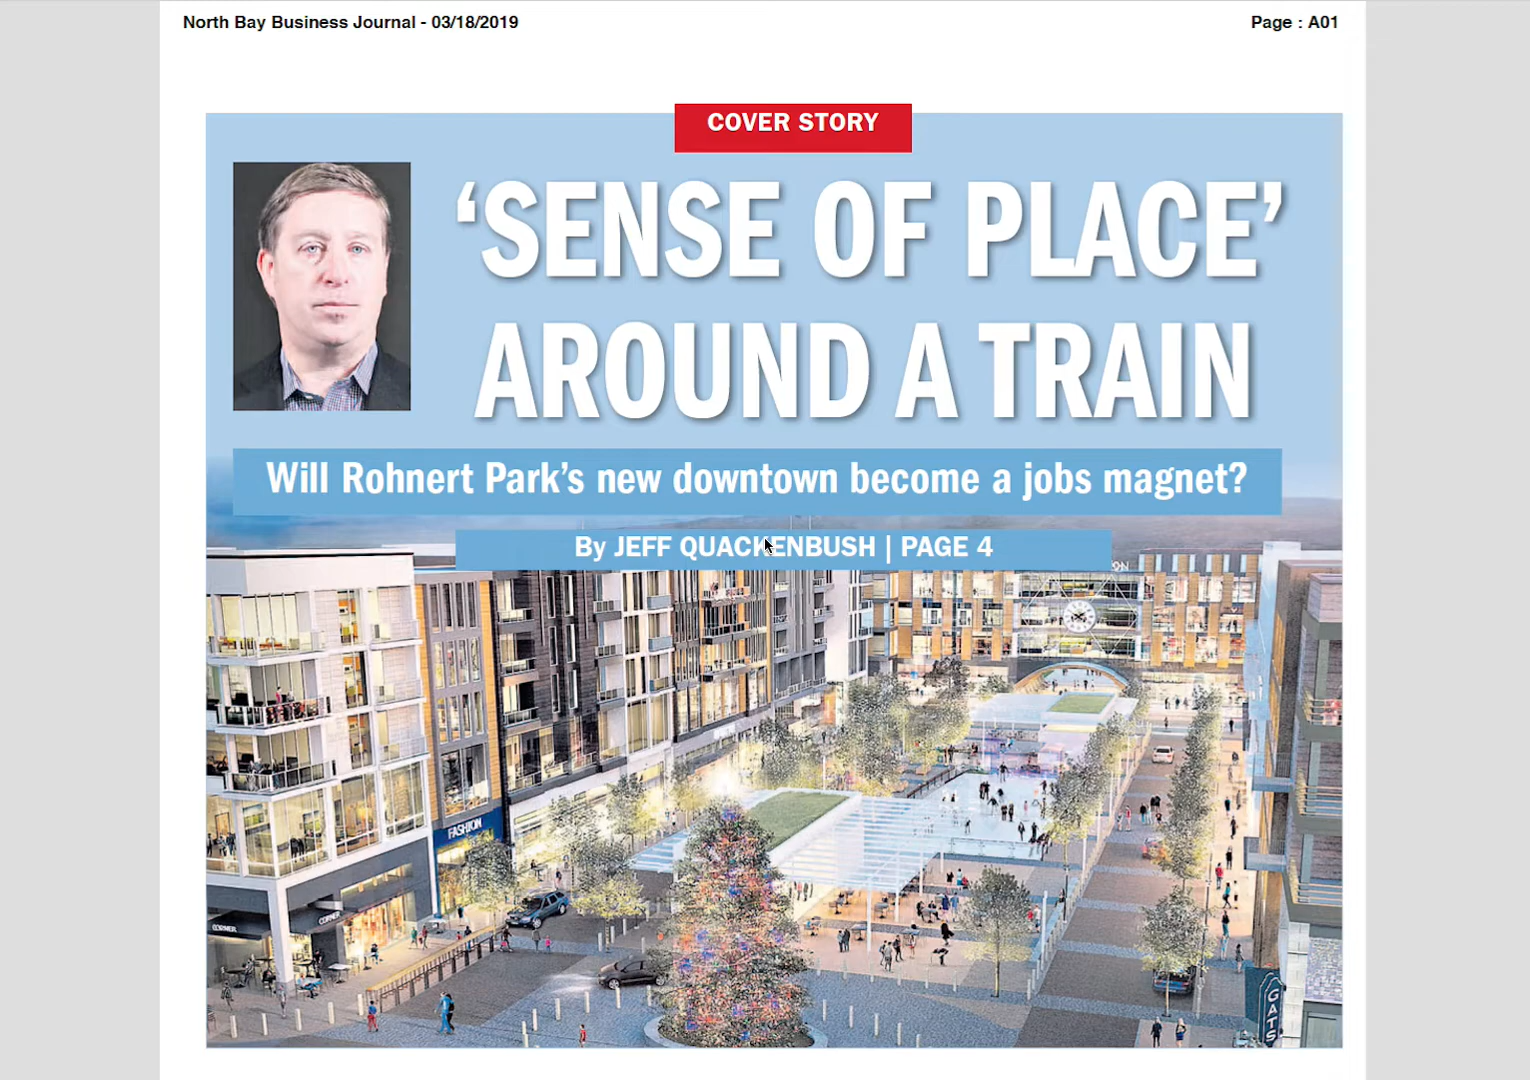 North Bay Business Journal - 03/18/2019
Page : A01
COVER STORY
‘SENSE OF PLACE’
AROUND A TRAIN
Will Rohnert Park’s new downtown become a jobs magnet?
By JEFF QUACKENBUSH | PAGE 4
FASHION
CORNER
CORNER
GATS